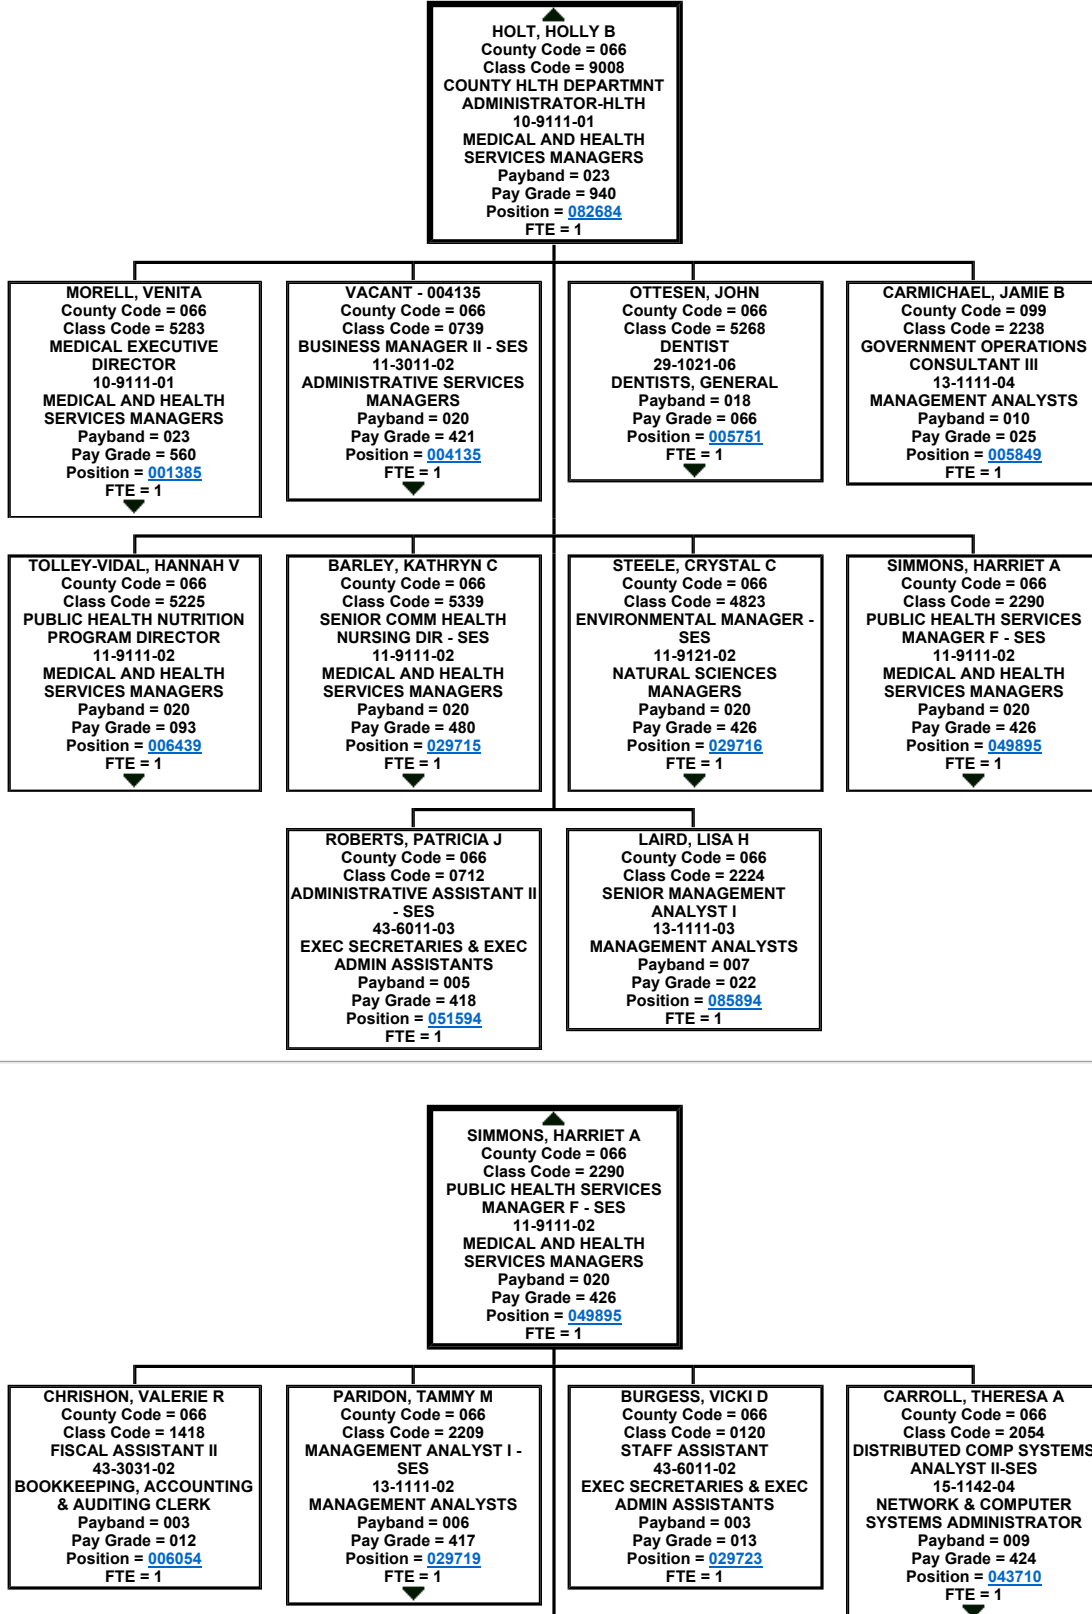 HOLT, HOLLY B
County Code = 066
Class Code = 9008
COUNTY HLTH DEPARTMNT
ADMINISTRATOR-HLTH
10-9111-01
MEDICAL AND HEALTH
SERVICES MANAGERS
Payband = 023
Pay Grade = 940
Position = 082684
FTE = 1
MORELL, VENITA
County Code = 066
Class Code = 5283
MEDICAL EXECUTIVE
DIRECTOR
10-9111-01
MEDICAL AND HEALTH
SERVICES MANAGERS
Payband = 023
Pay Grade = 560
Position = 001385
FTE = 1
VACANT - 004135
County Code = 066
Class Code = 0739
BUSINESS MANAGER II - SES
11-3011-02
ADMINISTRATIVE SERVICES
MANAGERS
Payband = 020
Pay Grade = 421
Position = 004135
FTE = 1
OTTESEN, JOHN
County Code = 066
Class Code = 5268
DENTIST
29-1021-06
DENTISTS, GENERAL
Payband = 018
Pay Grade = 066
Position = 005751
FTE = 1
CARMICHAEL, JAMIE B
County Code = 099
Class Code = 2238
GOVERNMENT OPERATIONS
CONSULTANT III
13-1111-04
MANAGEMENT ANALYSTS
Payband = 010
Pay Grade = 025
Position = 005849
FTE = 1
TOLLEY-VIDAL, HANNAH V
County Code = 066
Class Code = 5225
PUBLIC HEALTH NUTRITION
PROGRAM DIRECTOR
11-9111-02
MEDICAL AND HEALTH
SERVICES MANAGERS
Payband = 020
Pay Grade = 093
Position = 006439
FTE = 1
BARLEY, KATHRYN C
County Code = 066
Class Code = 5339
SENIOR COMM HEALTH
NURSING DIR - SES
11-9111-02
MEDICAL AND HEALTH
SERVICES MANAGERS
Payband = 020
Pay Grade = 480
Position = 029715
FTE = 1
STEELE, CRYSTAL C
County Code = 066
Class Code = 4823
ENVIRONMENTAL MANAGER -
SES
11-9121-02
NATURAL SCIENCES
MANAGERS
Payband = 020
Pay Grade = 426
Position = 029716
FTE = 1
SIMMONS, HARRIET A
County Code = 066
Class Code = 2290
PUBLIC HEALTH SERVICES
MANAGER F - SES
11-9111-02
MEDICAL AND HEALTH
SERVICES MANAGERS
Payband = 020
Pay Grade = 426
Position = 049895
FTE = 1
ROBERTS, PATRICIA J
County Code = 066
Class Code = 0712
ADMINISTRATIVE ASSISTANT II
- SES
43-6011-03
EXEC SECRETARIES & EXEC
ADMIN ASSISTANTS
Payband = 005
Pay Grade = 418
Position = 051594
FTE = 1
LAIRD, LISA H
County Code = 066
Class Code = 2224
SENIOR MANAGEMENT
ANALYST I
13-1111-03
MANAGEMENT ANALYSTS
Payband = 007
Pay Grade = 022
Position = 085894
FTE = 1
SIMMONS, HARRIET A
County Code = 066
Class Code = 2290
PUBLIC HEALTH SERVICES
MANAGER F - SES
11-9111-02
MEDICAL AND HEALTH
SERVICES MANAGERS
Payband = 020
Pay Grade = 426
Position = 049895
FTE = 1
CHRISHON, VALERIE R
County Code = 066
Class Code = 1418
FISCAL ASSISTANT II
43-3031-02
BOOKKEEPING, ACCOUNTING
& AUDITING CLERK
Payband = 003
Pay Grade = 012
Position = 006054
FTE = 1
PARIDON, TAMMY M
County Code = 066
Class Code = 2209
MANAGEMENT ANALYST I -
SES
13-1111-02
MANAGEMENT ANALYSTS
Payband = 006
Pay Grade = 417
Position = 029719
FTE = 1
BURGESS, VICKI D
County Code = 066
Class Code = 0120
STAFF ASSISTANT
43-6011-02
EXEC SECRETARIES & EXEC
ADMIN ASSISTANTS
Payband = 003
Pay Grade = 013
Position = 029723
FTE = 1
CARROLL, THERESA A
County Code = 066
Class Code = 2054
DISTRIBUTED COMP SYSTEMS
ANALYST II-SES
15-1142-04
NETWORK & COMPUTER
SYSTEMS ADMINISTRATOR
Payband = 009
Pay Grade = 424
Position = 043710
FTE = 1